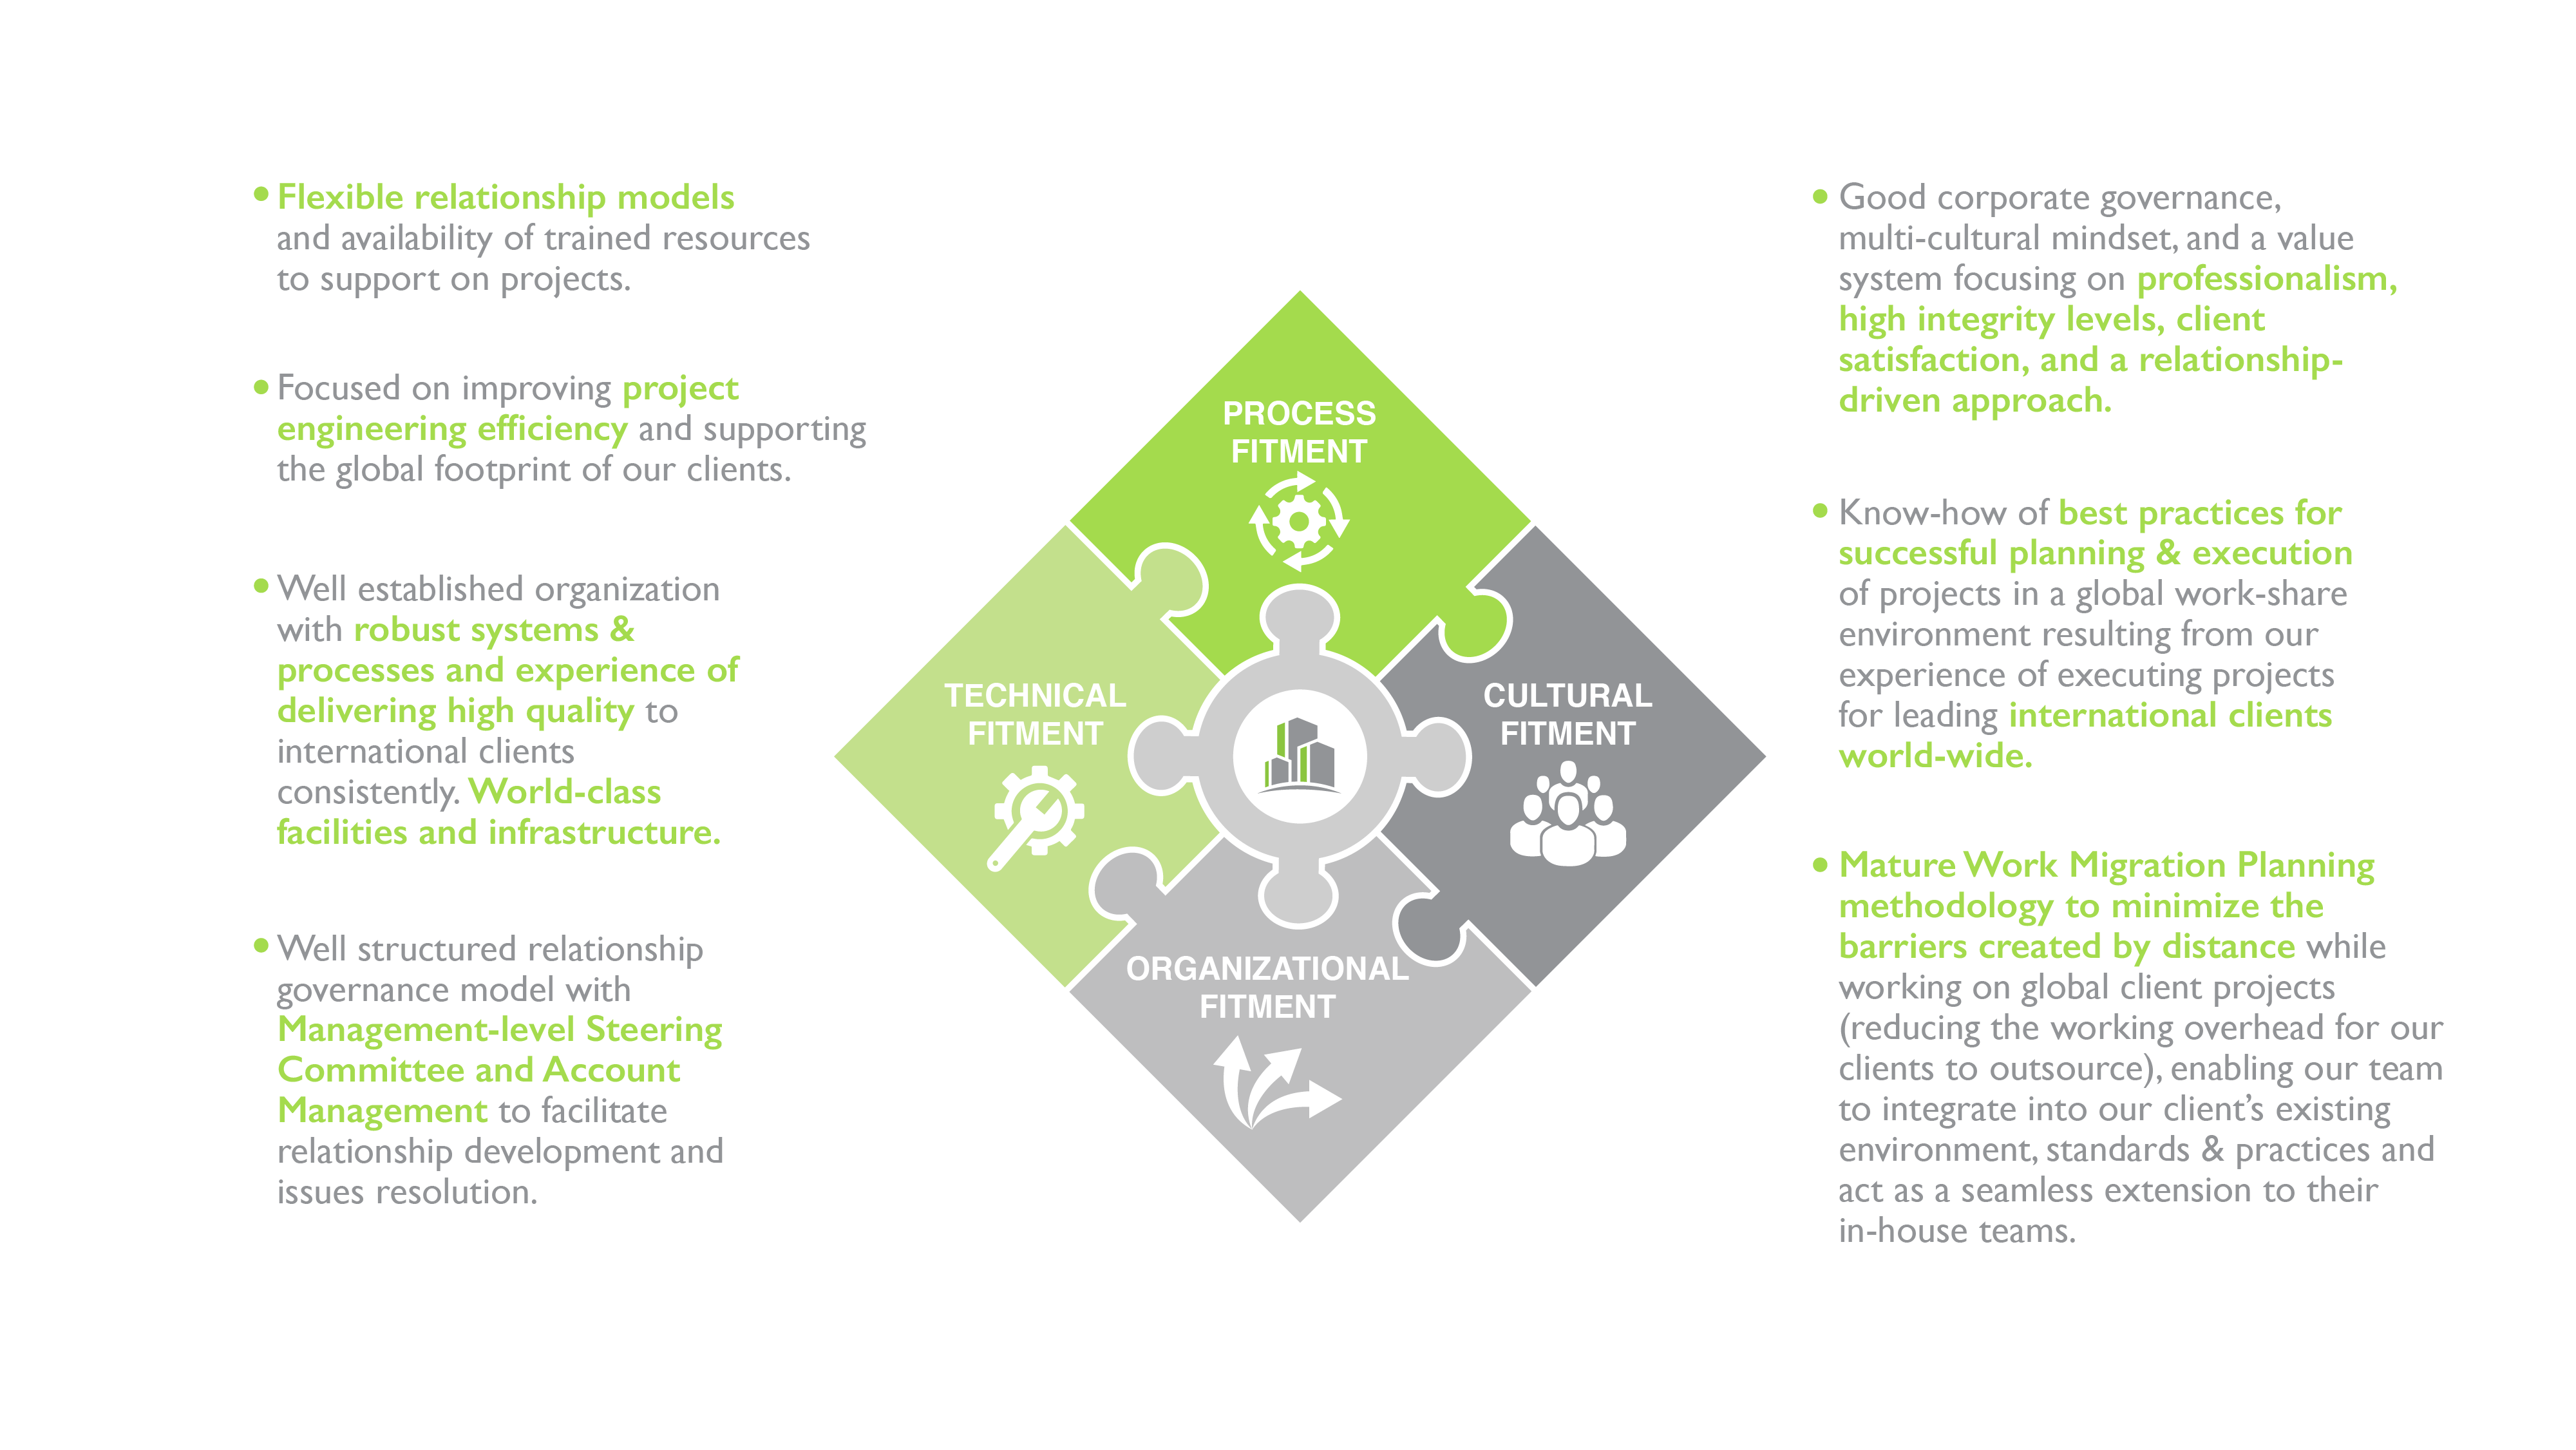 Flexible relationship models
and availability of trained resources
to support on projects.
Focused on improving project
engineering efficiency and supporting
the global footprint of our clients.
Well established organization
with robust systems &
processes and experience of
delivering high quality to
international clients
consistently. World-class
facilities and infrastructure.
Well structured relationship
governance model with
Management-level Steering
Committee and Account
Management to facilitate
relationship development and
issues resolution.
PROCESS
FITMENT
TECHNICAL
FITMENT
CULTURAL
FITMENT
ORGANIZATIONAL
FITMENT
Good corporate governance,
multi-cultural mindset, and a value
system focusing on professionalism,
high integrity levels, client
satisfaction, and a relationship-
driven approach.
Know-how of best practices for
successful planning & execution
of projects in a global work-share
environment resulting from our
experience of executing projects
for leading international clients
world-wide.
Mature Work Migration Planning
methodology to minimize the
barriers created by distance while
working on global client projects
(reducing the working overhead for our
clients to outsource), enabling our team
to integrate into our client’s existing
environment, standards & practices and
act as a seamless extension to their
in-house teams.